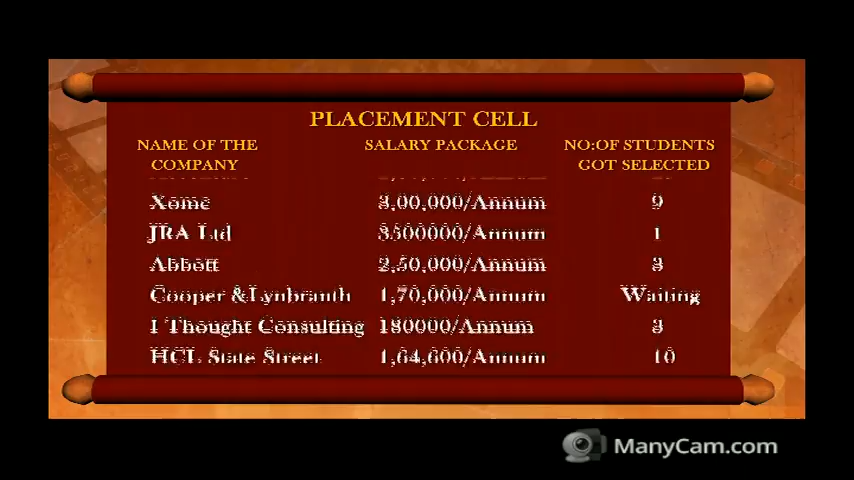 PLACEMENT CELL
NAME OF THE COMPANY SALARY PACKAGE NO:OF STUDENTS GOT SELECTED
Xome 3,00,000/Annum 9
JRA Ltd 3500000/Annum 1
Abbott 2,50,000/Annum 3
Cooper &Lynbranth 1,70,000/Annum Waiting
I Thought Consulting 180000/Annum 3
HCL State Street 1,64,600/Annum 10
ManyCam.com